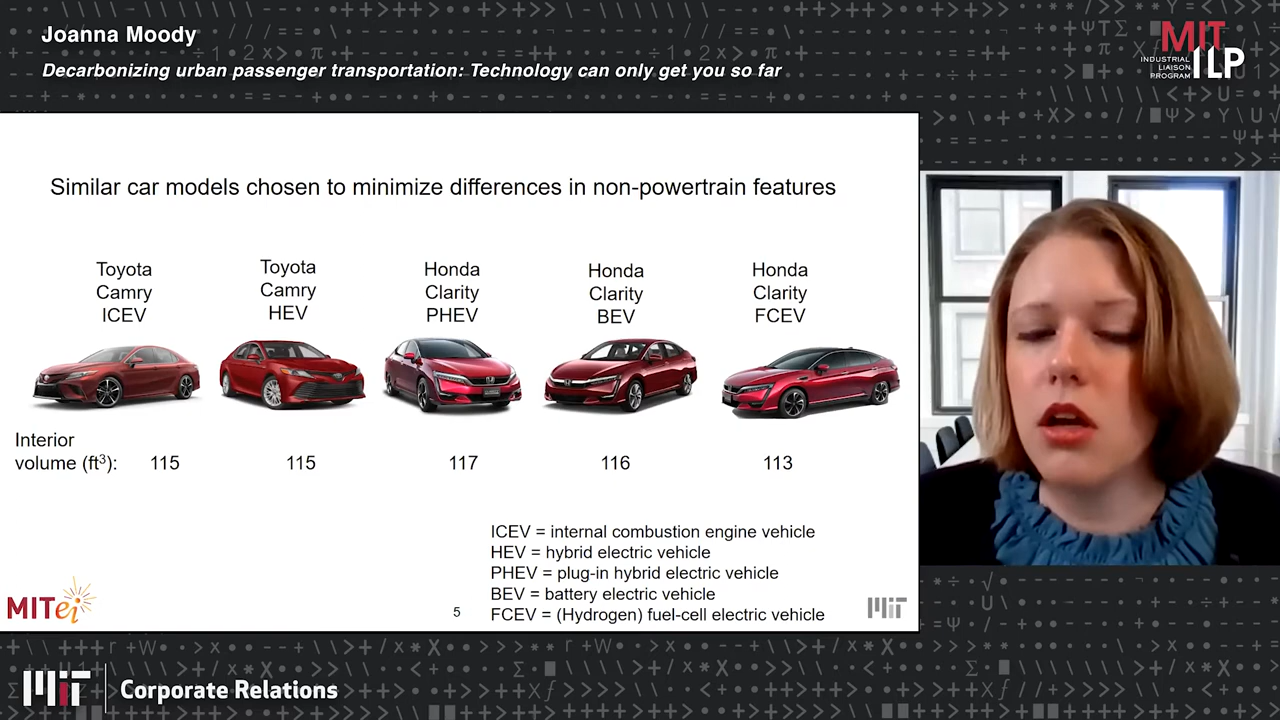 Joanna Moody
Decarbonizing urban passenger transportation: Technology can only get you so far
MIT
INDUSTRIAL
LIAISON
PROGRAM
ILP
Similar car models chosen to minimize differences in non-powertrain features
Toyota
Camry
ICEV
Toyota
Camry
HEV
Honda
Clarity
PHEV
Honda
Clarity
BEV
Honda
Clarity
FCEV
Interior
volume (ft³): 115 115 117 116 113
ICEV = internal combustion engine vehicle
HEV = hybrid electric vehicle
PHEV = plug-in hybrid electric vehicle
BEV = battery electric vehicle
FCEV = (Hydrogen) fuel-cell electric vehicle
MITei
5
MIT
MIT
Corporate Relations